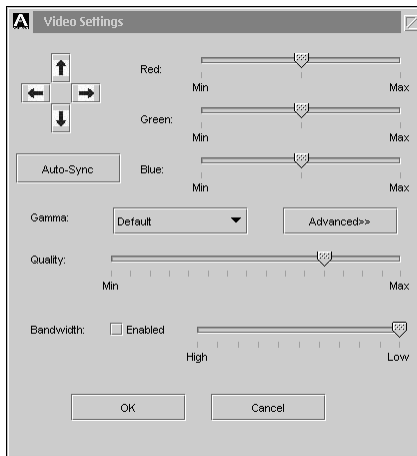 A Video Settings
Red:
Min Max
Green:
Min Max
Auto-Sync Blue:
Min Max
Gamma: Default Advanced>>
Quality:
Min Max
Bandwidth: Enabled
High Low
OK Cancel